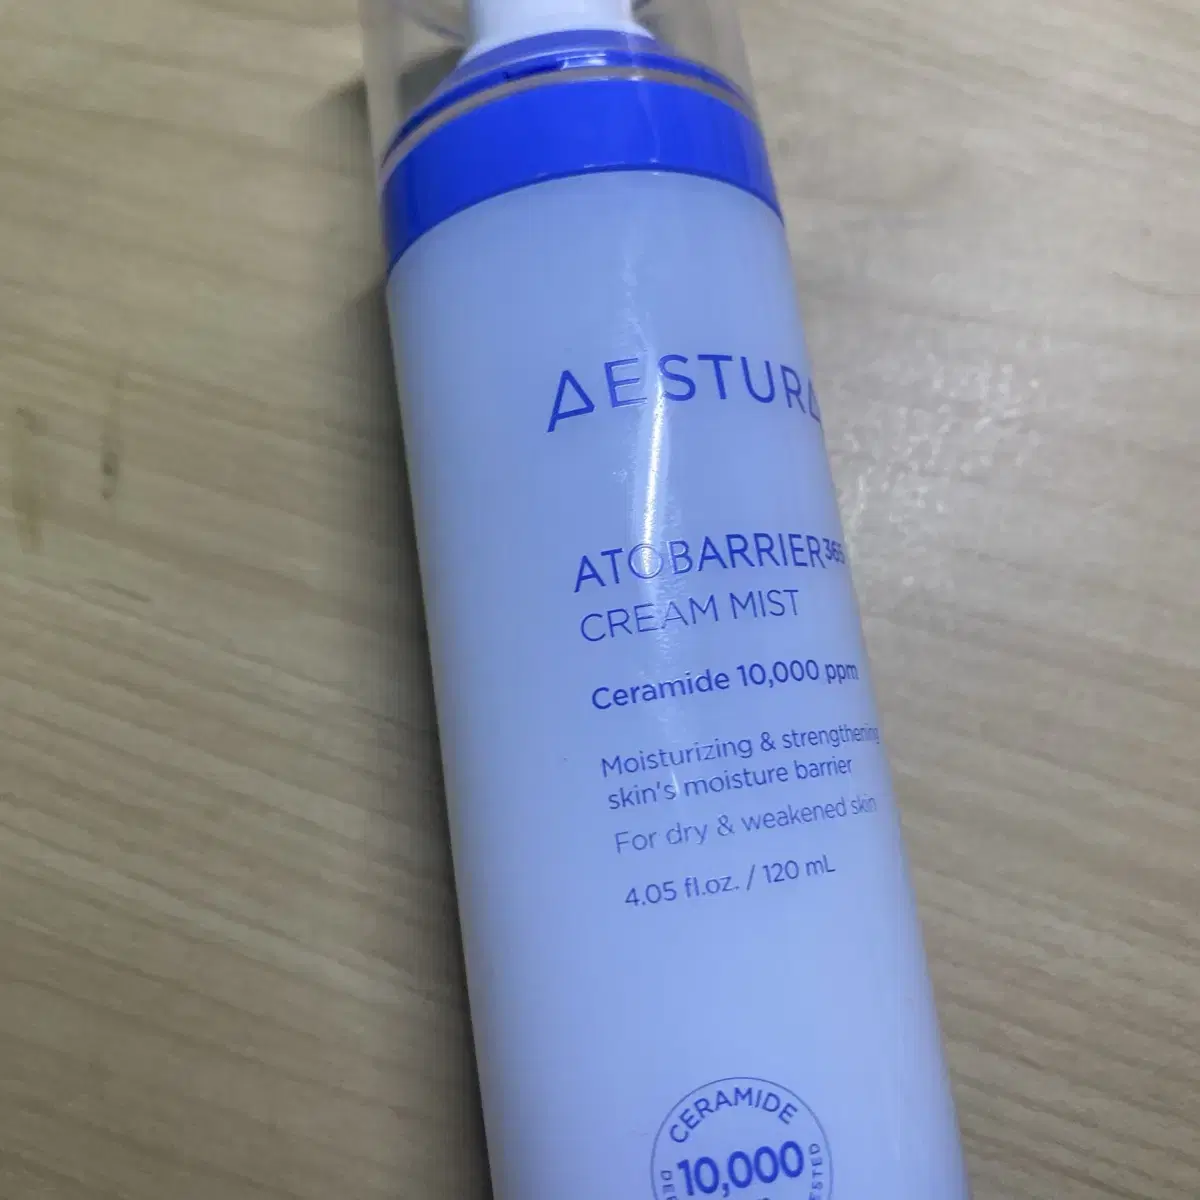 AESTURA
ATOBARRIER365
CREAM MIST
Ceramide 10,000 ppm
Moisturizing & strengthening
skin's moisture barrier
For dry & weakened skin
4.05 fl.oz. / 120 mL
CERAMIDE
10,000